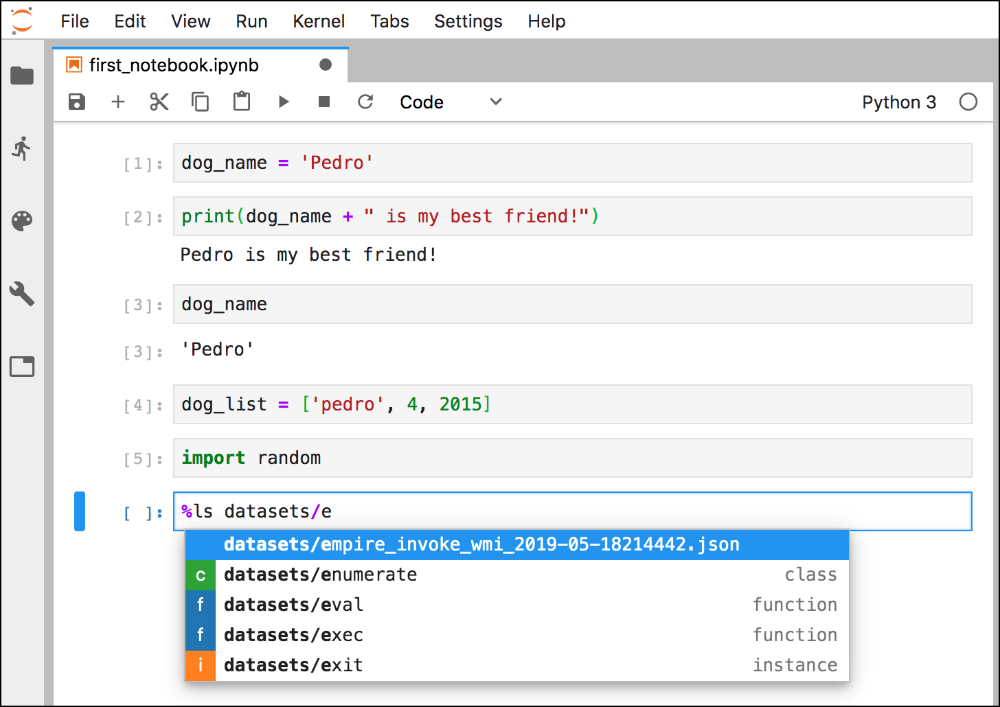 File Edit View Run Kernel Tabs Settings Help
first_notebook.ipynb
Code Python 3
[1]: dog_name = 'Pedro'
[2]: print(dog_name + " is my best friend!")
Pedro is my best friend!
[3]: dog_name
[3]: 'Pedro'
[4]: dog_list = ['pedro', 4, 2015]
[5]: import random
[ ]: %ls datasets/e
datasets/empire_invoke_wmi_2019-05-18214442.json
c datasets/enumerate class
f datasets/eval function
f datasets/exec function
i datasets/exit instance